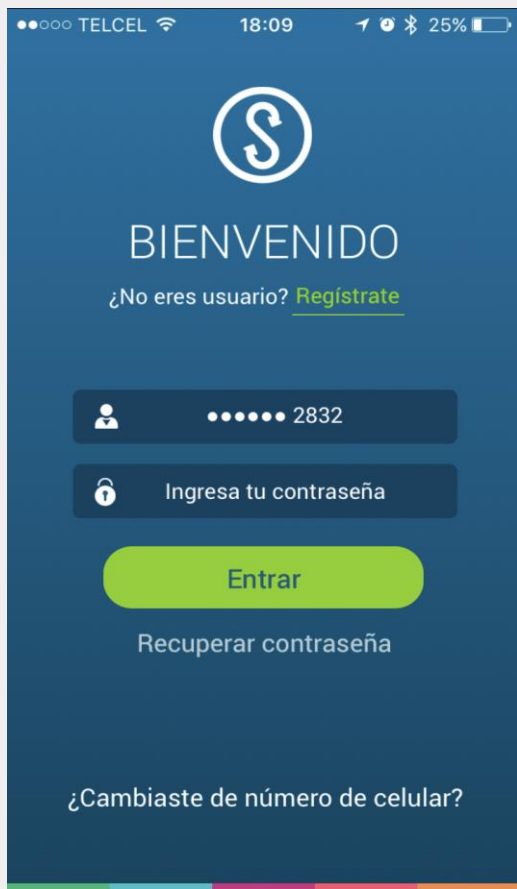 TELCEL 18:09 25%
S
BIENVENIDO
¿No eres usuario? Regístrate
●●●●●● 2832
Ingresa tu contraseña
Entrar
Recuperar contraseña
¿Cambiaste de número de celular?